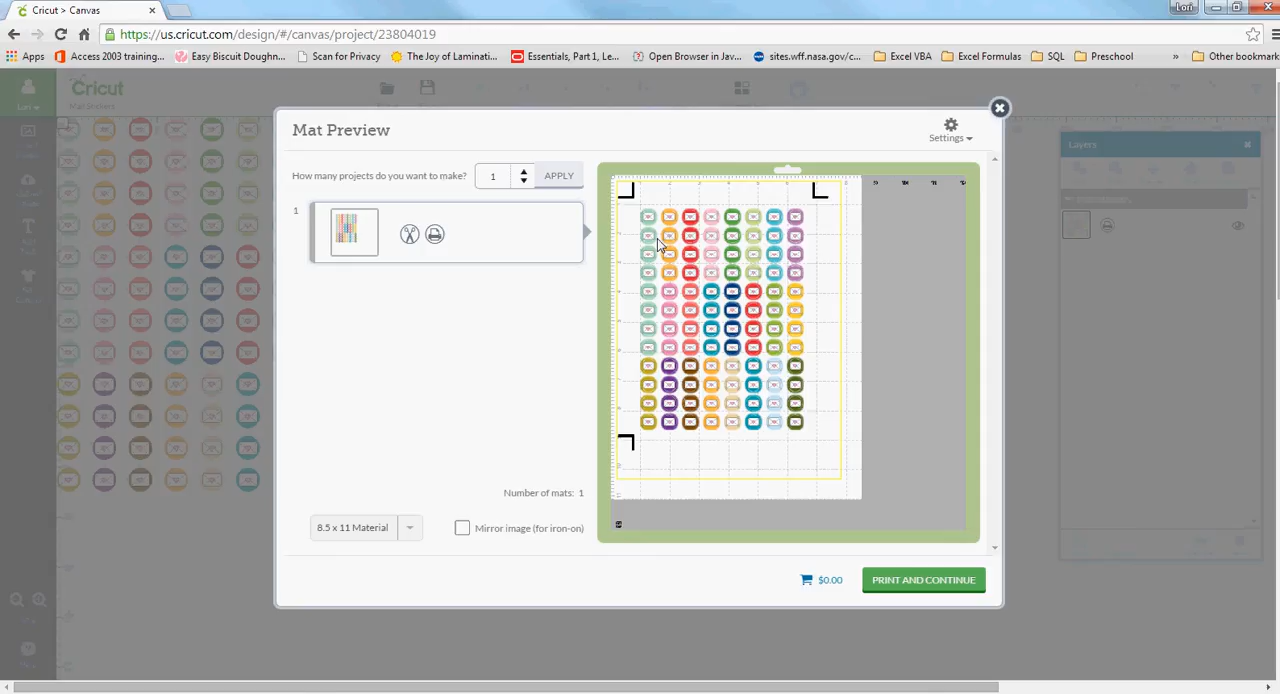 Cricut > Canvas
Lori
https://us.cricut.com/design/#/canvas/project/23804019
Apps
Access 2003 training...
Easy Biscuit Doughn...
Scan for Privacy
The Joy of Laminati...
Essentials, Part 1, Le...
Open Browser in Jav...
sites.wff.nasa.gov/c...
Excel VBA
Excel Formulas
SQL
Preschool
»
Other bookmar
Cricut
Lori
Layers
Mat Preview
Settings
How many projects do you want to make?
1
APPLY
1
Number of mats: 1
8.5 x 11 Material
Mirror image (for iron-on)
$0.00
PRINT AND CONTINUE